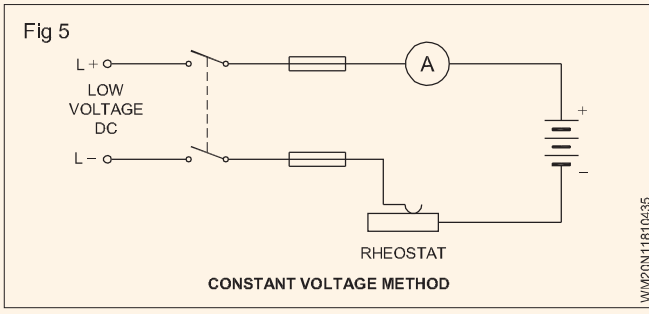 Fig 5
L +
LOW
VOLTAGE
DC
L –
A
+
–
RHEOSTAT
CONSTANT VOLTAGE METHOD
WM20N11810435